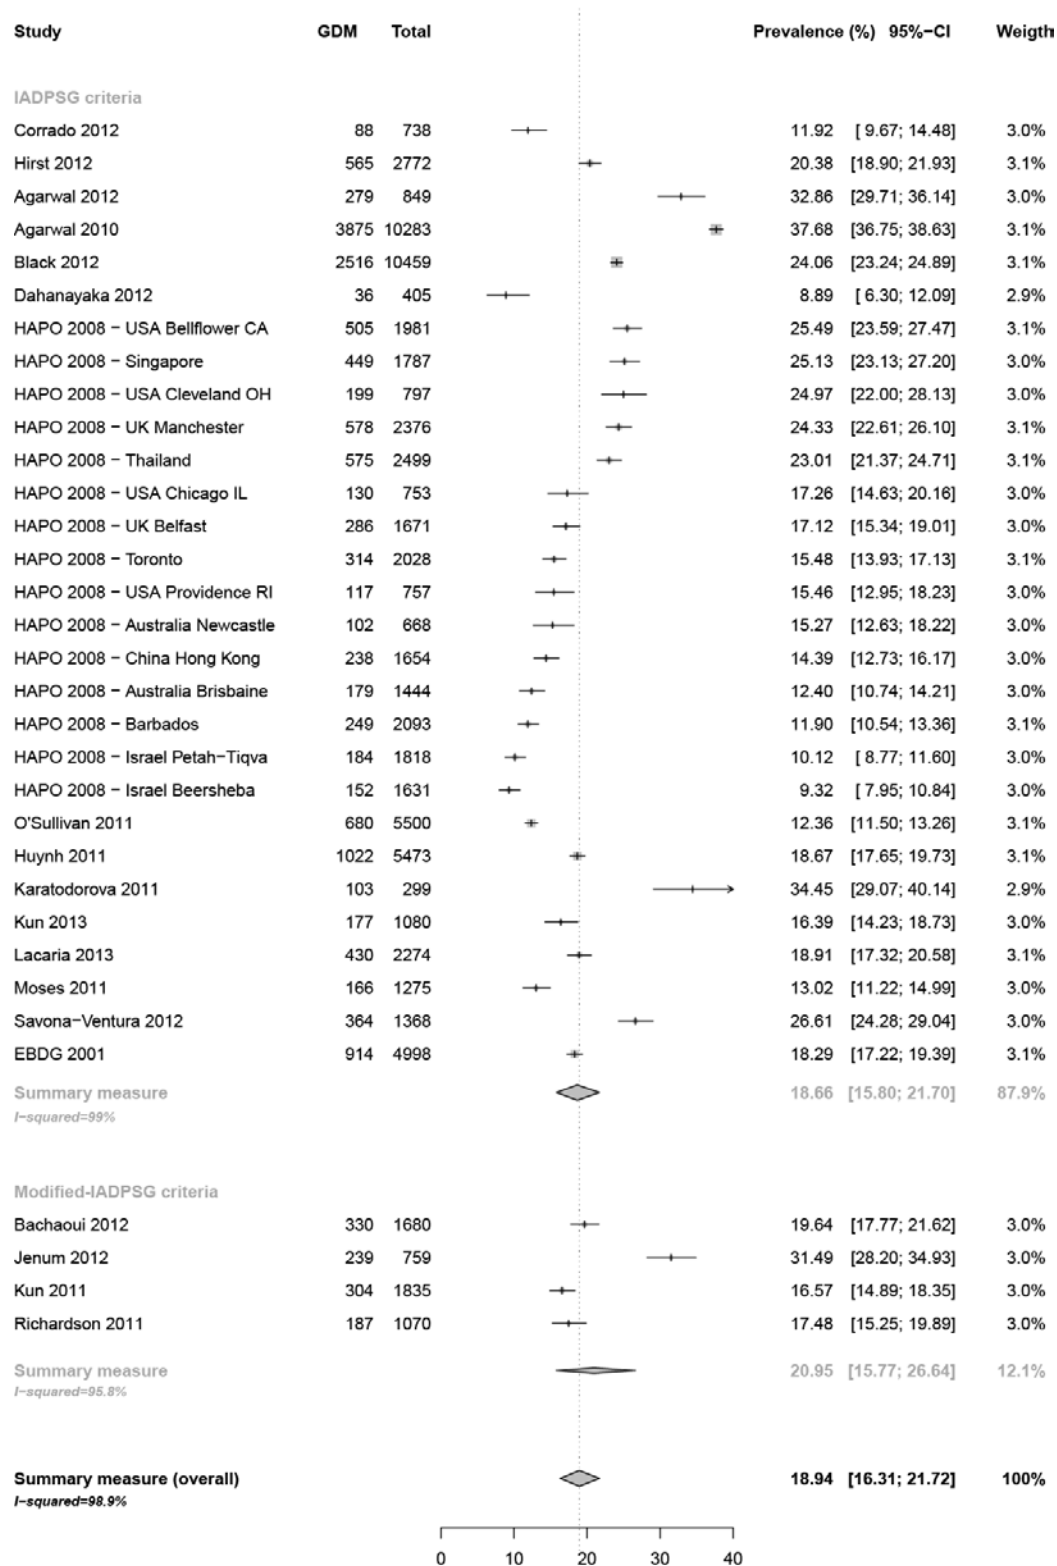 Study GDM Total Prevalence (%) 95%−CI Weigth
IADPSG criteria
Corrado 2012 88 738 11.92 [ 9.67; 14.48] 3.0%
Hirst 2012 565 2772 20.38 [18.90; 21.93] 3.1%
Agarwal 2012 279 849 32.86 [29.71; 36.14] 3.0%
Agarwal 2010 3875 10283 37.68 [36.75; 38.63] 3.1%
Black 2012 2516 10459 24.06 [23.24; 24.89] 3.1%
Dahanayaka 2012 36 405 8.89 [ 6.30; 12.09] 2.9%
HAPO 2008 − USA Bellflower CA 505 1981 25.49 [23.59; 27.47] 3.1%
HAPO 2008 − Singapore 449 1787 25.13 [23.13; 27.20] 3.0%
HAPO 2008 − USA Cleveland OH 199 797 24.97 [22.00; 28.13] 3.0%
HAPO 2008 − UK Manchester 578 2376 24.33 [22.61; 26.10] 3.1%
HAPO 2008 − Thailand 575 2499 23.01 [21.37; 24.71] 3.1%
HAPO 2008 − USA Chicago IL 130 753 17.26 [14.63; 20.16] 3.0%
HAPO 2008 − UK Belfast 286 1671 17.12 [15.34; 19.01] 3.0%
HAPO 2008 − Toronto 314 2028 15.48 [13.93; 17.13] 3.1%
HAPO 2008 − USA Providence RI 117 757 15.46 [12.95; 18.23] 3.0%
HAPO 2008 − Australia Newcastle 102 668 15.27 [12.63; 18.22] 3.0%
HAPO 2008 − China Hong Kong 238 1654 14.39 [12.73; 16.17] 3.0%
HAPO 2008 − Australia Brisbaine 179 1444 12.40 [10.74; 14.21] 3.0%
HAPO 2008 − Barbados 249 2093 11.90 [10.54; 13.36] 3.1%
HAPO 2008 − Israel Petah−Tiqva 184 1818 10.12 [ 8.77; 11.60] 3.0%
HAPO 2008 − Israel Beersheba 152 1631 9.32 [ 7.95; 10.84] 3.0%
O'Sullivan 2011 680 5500 12.36 [11.50; 13.26] 3.1%
Huynh 2011 1022 5473 18.67 [17.65; 19.73] 3.1%
Karatodorova 2011 103 299 34.45 [29.07; 40.14] 2.9%
Kun 2013 177 1080 16.39 [14.23; 18.73] 3.0%
Lacaria 2013 430 2274 18.91 [17.32; 20.58] 3.1%
Moses 2011 166 1275 13.02 [11.22; 14.99] 3.0%
Savona−Ventura 2012 364 1368 26.61 [24.28; 29.04] 3.0%
EBDG 2001 914 4998 18.29 [17.22; 19.39] 3.1%
Summary measure 18.66 [15.80; 21.70] 87.9%
I−squared=99%
Modified-IADPSG criteria
Bachaoui 2012 330 1680 19.64 [17.77; 21.62] 3.0%
Jenum 2012 239 759 31.49 [28.20; 34.93] 3.0%
Kun 2011 304 1835 16.57 [14.89; 18.35] 3.0%
Richardson 2011 187 1070 17.48 [15.25; 19.89] 3.0%
Summary measure 20.95 [15.77; 26.64] 12.1%
I−squared=95.8%
Summary measure (overall) 18.94 [16.31; 21.72] 100%
I−squared=98.9%
0 10 20 30 40